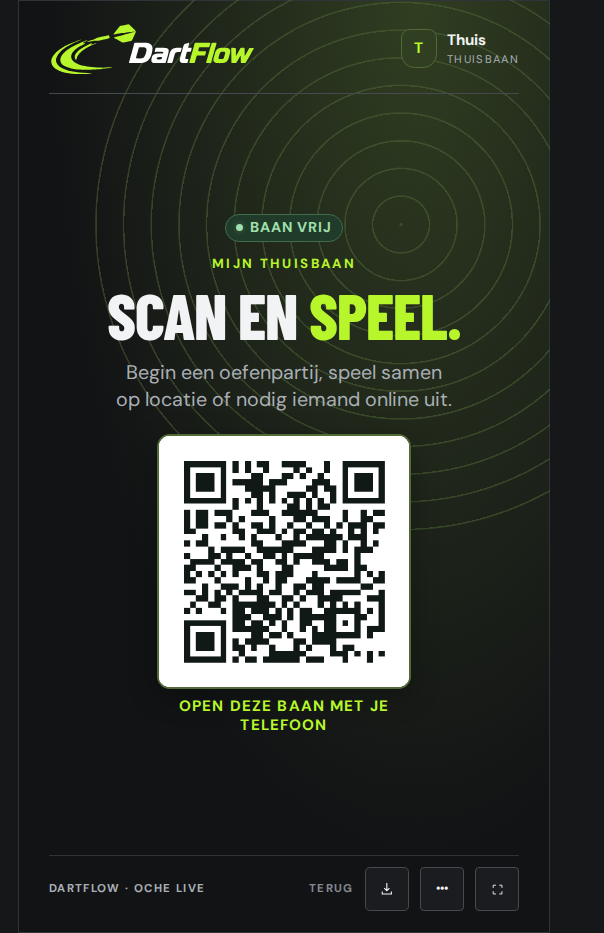 DartFlow
T
Thuis
THUISBAAN
BAAN VRIJ
MIJN THUISBAAN
SCAN EN SPEEL.
Begin een oefenpartij, speel samen
op locatie of nodig iemand online uit.
OPEN DEZE BAAN MET JE
TELEFOON
DARTFLOW · OCHE LIVE
TERUG